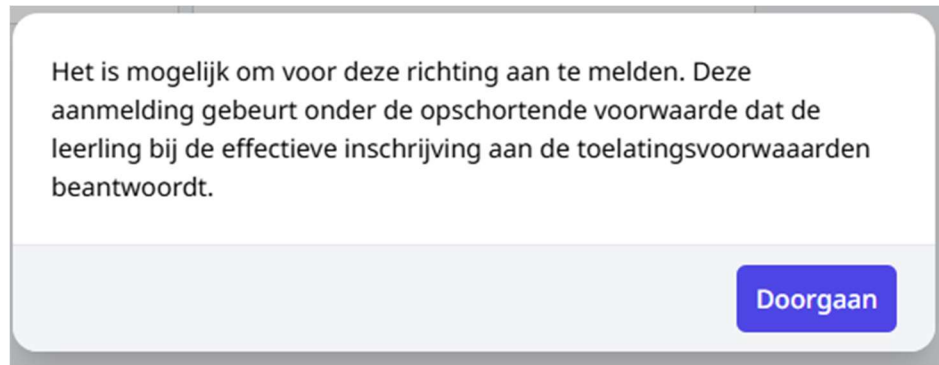 Het is mogelijk om voor deze richting aan te melden. Deze
aanmelding gebeurt onder de opschortende voorwaarde dat de
leerling bij de effectieve inschrijving aan de toelatingsvoorwaaarden
beantwoordt.
Doorgaan